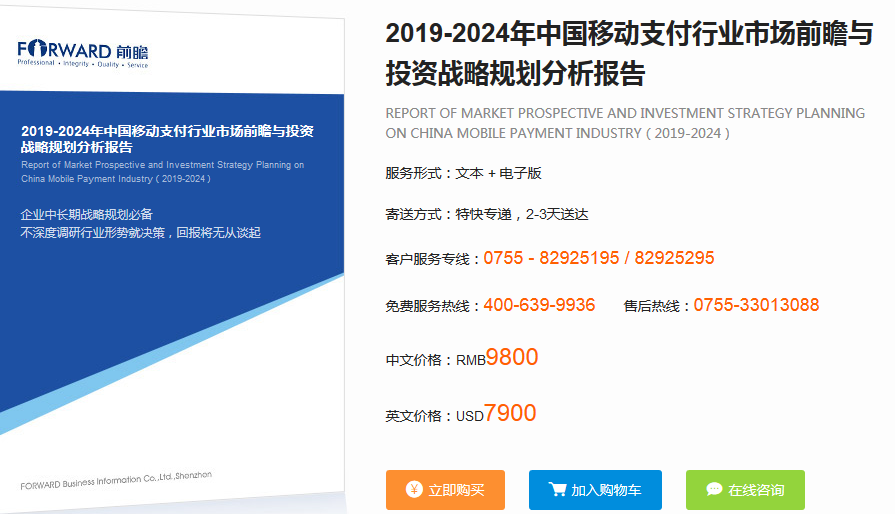 FORWARD 前瞻
Professional • Integrity • Quality • Service
2019-2024年中国移动支付行业市场前瞻与投资
战略规划分析报告
Report of Market Prospective and Investment Strategy Planning on
China Mobile Payment Industry（2019-2024）
企业中长期战略规划必备
不深度调研行业形势就决策，回报将无从谈起
FORWARD Business Information Co.,Ltd.,Shenzhen
2019-2024年中国移动支付行业市场前瞻与
投资战略规划分析报告
REPORT OF MARKET PROSPECTIVE AND INVESTMENT STRATEGY PLANNING
ON CHINA MOBILE PAYMENT INDUSTRY（2019-2024）
服务形式：文本 + 电子版
寄送方式：特快专递，2-3天送达
客户服务专线：0755 - 82925195 / 82925295
免费服务热线：400-639-9936 售后热线：0755-33013088
中文价格：RMB9800
英文价格：USD7900
立即购买 加入购物车 在线咨询